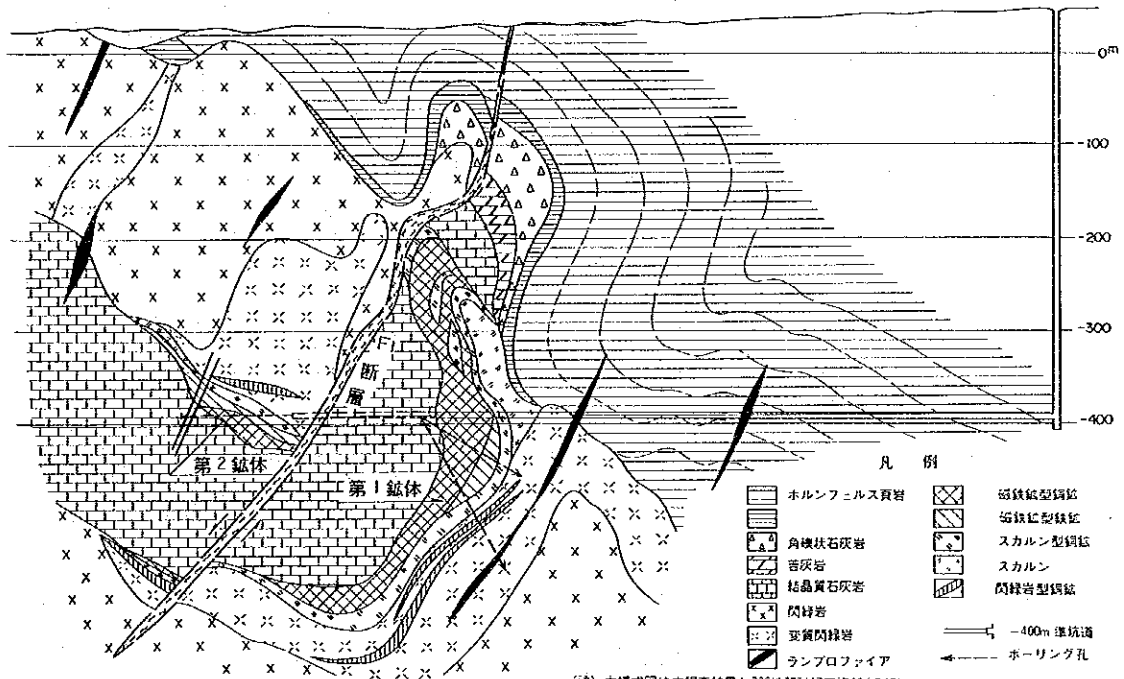 0m
-100
-200
-300
-400
F断層
第2鉱体
第1鉱体
凡 例
ホルンフェルス頁岩
角礫状石灰岩
苦灰岩
結晶質石灰岩
閃緑岩
変質閃緑岩
ランプロファイア
磁鉄鉱型銅鉱
磁鉄鉱型鉄鉱
スカルン型銅鉱
スカルン
閃緑岩型銅鉱
-400m 準坑道
ボーリング孔